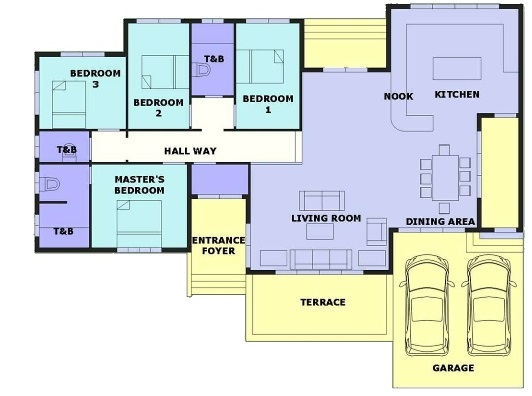 BEDROOM
3
BEDROOM
2
T&B
BEDROOM
1
NOOK
KITCHEN
T&B
HALL WAY
MASTER'S
BEDROOM
T&B
LIVING ROOM
DINING AREA
ENTRANCE
FOYER
TERRACE
GARAGE